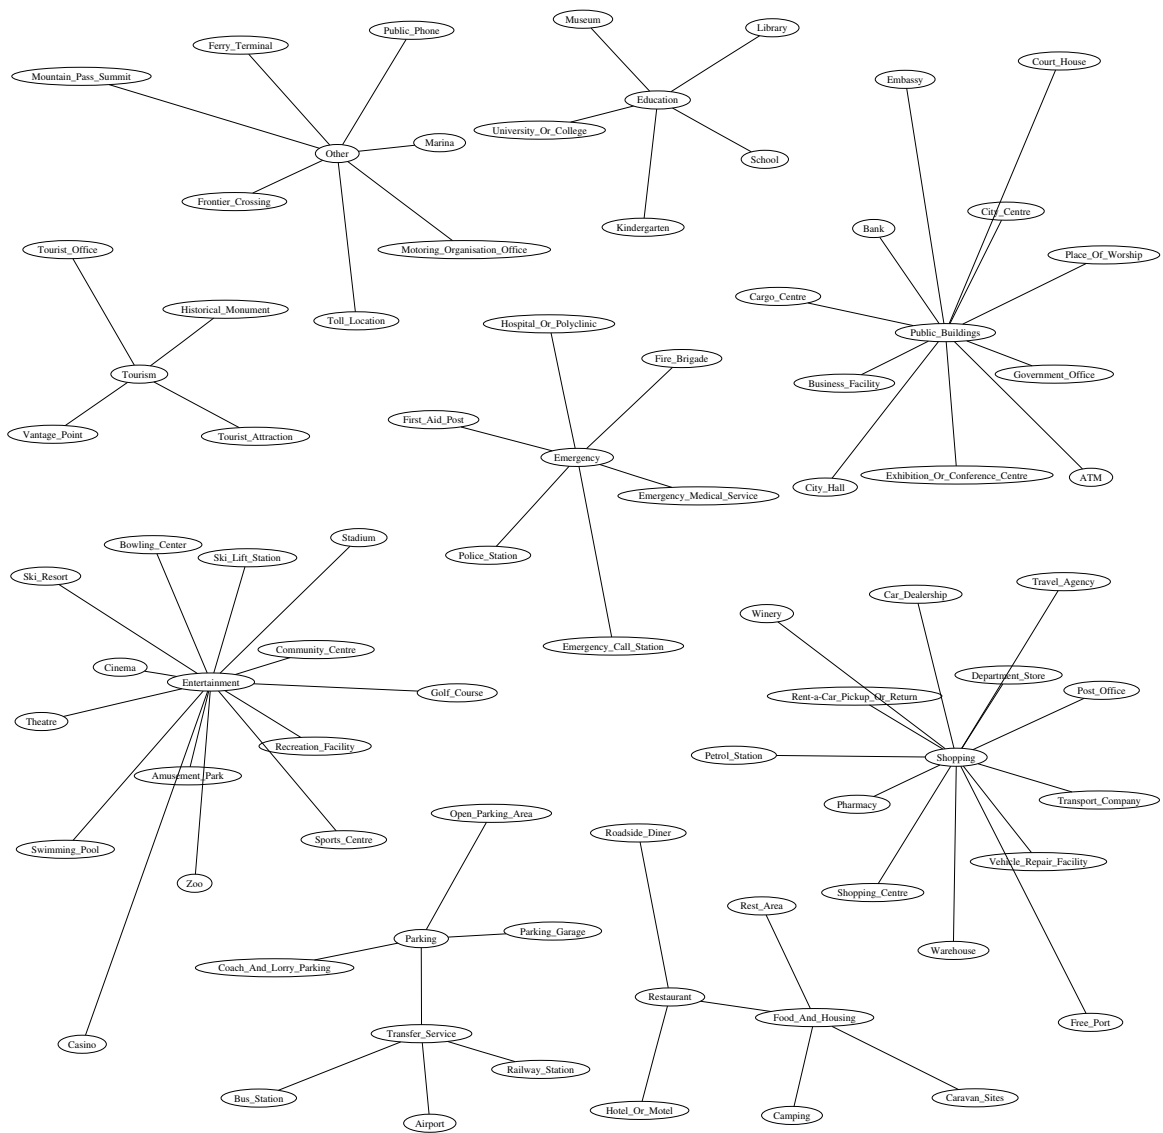 Museum
Library
Public_Phone
Ferry_Terminal
Court_House
Mountain_Pass_Summit
Embassy
Education
University_Or_College
Marina
Other
School
Frontier_Crossing
City_Centre
Kindergarten
Bank
Tourist_Office
Motoring_Organisation_Office
Place_Of_Worship
Cargo_Centre
Historical_Monument
Toll_Location
Hospital_Or_Polyclinic
Public_Buildings
Fire_Brigade
Tourism
Government_Office
Business_Facility
First_Aid_Post
Vantage_Point
Tourist_Attraction
Emergency
Exhibition_Or_Conference_Centre
ATM
City_Hall
Emergency_Medical_Service
Stadium
Bowling_Center
Ski_Lift_Station
Police_Station
Ski_Resort
Travel_Agency
Car_Dealership
Winery
Emergency_Call_Station
Community_Centre
Cinema
Department_Store
Entertainment
Golf_Course
Post_Office
Rent-a-Car_Pickup_Or_Return
Theatre
Recreation_Facility
Petrol_Station
Shopping
Amusement_Park
Transport_Company
Pharmacy
Open_Parking_Area
Roadside_Diner
Sports_Centre
Swimming_Pool
Vehicle_Repair_Facility
Zoo
Shopping_Centre
Rest_Area
Parking_Garage
Parking
Warehouse
Coach_And_Lorry_Parking
Restaurant
Food_And_Housing
Free_Port
Transfer_Service
Casino
Railway_Station
Bus_Station
Caravan_Sites
Hotel_Or_Motel
Camping
Airport